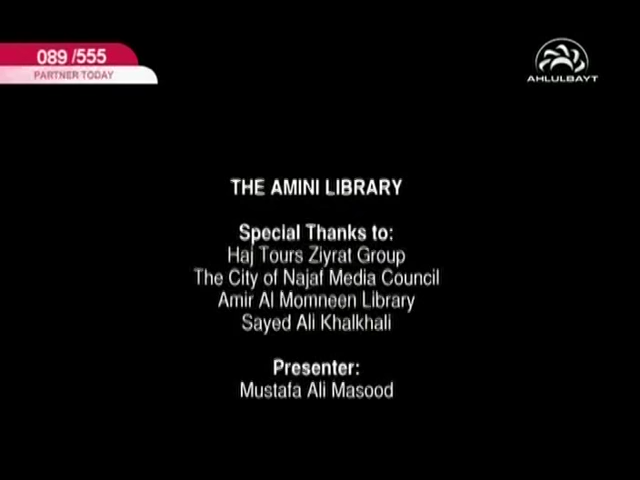 089 /555
PARTNER TODAY
AHLULBAYT
THE AMINI LIBRARY
Special Thanks to:
Haj Tours Ziyrat Group
The City of Najaf Media Council
Amir Al Momneen Library
Sayed Ali Khalkhali
Presenter:
Mustafa Ali Masood